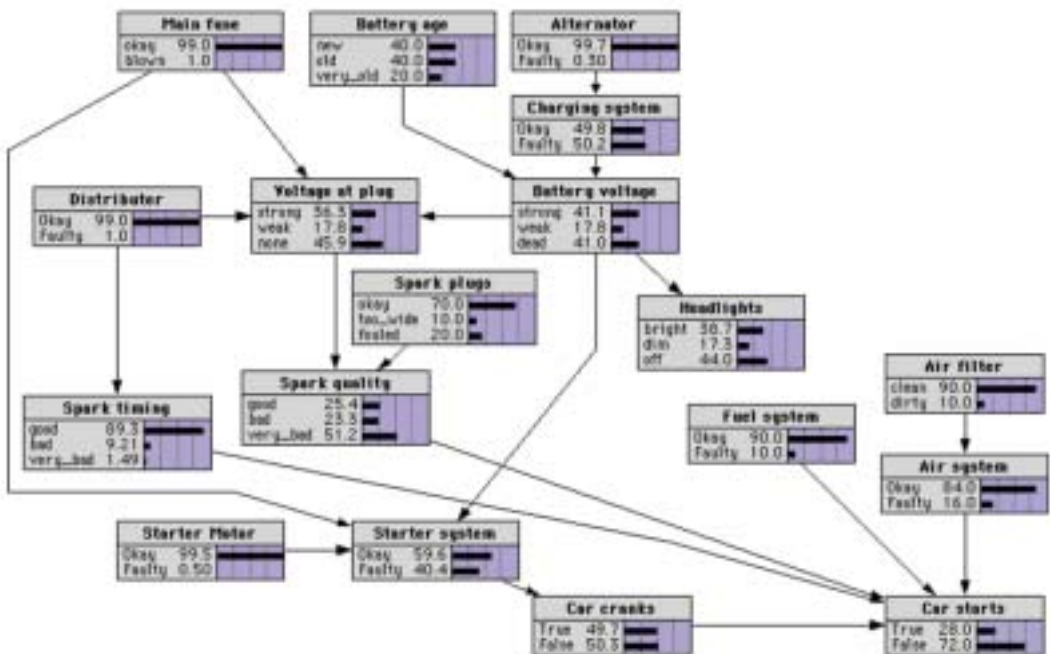 Main fuse
okay 99.0
blown 1.0
Battery age
new 40.0
old 40.0
very_old 20.0
Alternator
Okay 99.7
Faulty 0.30
Charging system
Okay 49.8
Faulty 50.2
Distributer
Okay 99.0
Faulty 1.0
Voltage at plug
strong 36.3
weak 17.8
none 45.9
Battery voltage
strong 41.1
weak 17.8
dead 41.0
Spark plugs
okay 70.0
too_wide 10.0
fouled 20.0
Headlights
bright 38.7
dim 17.3
off 44.0
Spark timing
good 89.3
bad 9.21
very_bad 1.49
Spark quality
good 25.4
bad 23.3
very_bad 51.2
Fuel system
Okay 90.0
Faulty 10.0
Air filter
clean 90.0
dirty 10.0
Air system
Okay 84.0
Faulty 16.0
Starter Motor
Okay 99.5
Faulty 0.50
Starter system
Okay 59.6
Faulty 40.4
Car cranks
True 49.7
False 50.3
Car starts
True 28.0
False 72.0